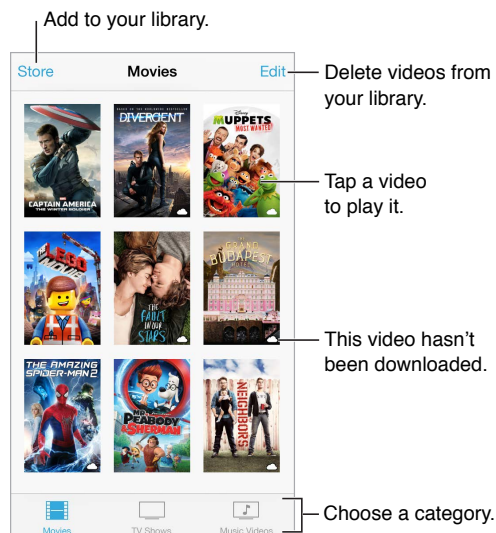 Add to your library.
Store
Movies
Edit
Delete videos from
your library.
CAPTAIN AMERICA
THE WINTER SOLDIER
DIVERGENT
Disney
MUPPETS
MOST WANTED
Tap a video
to play it.
THE LEGO
MOVIE
THE
FAULT
IN OUR
STARS
THE
GRAND
BUDAPEST
HOTEL
This video hasn't
been downloaded.
THE AMAZING
SPIDER-MAN 2
MR.
PEABODY
&SHERMAN
NEIGHBORS
Movies
TV Shows
Music Videos
Choose a category.